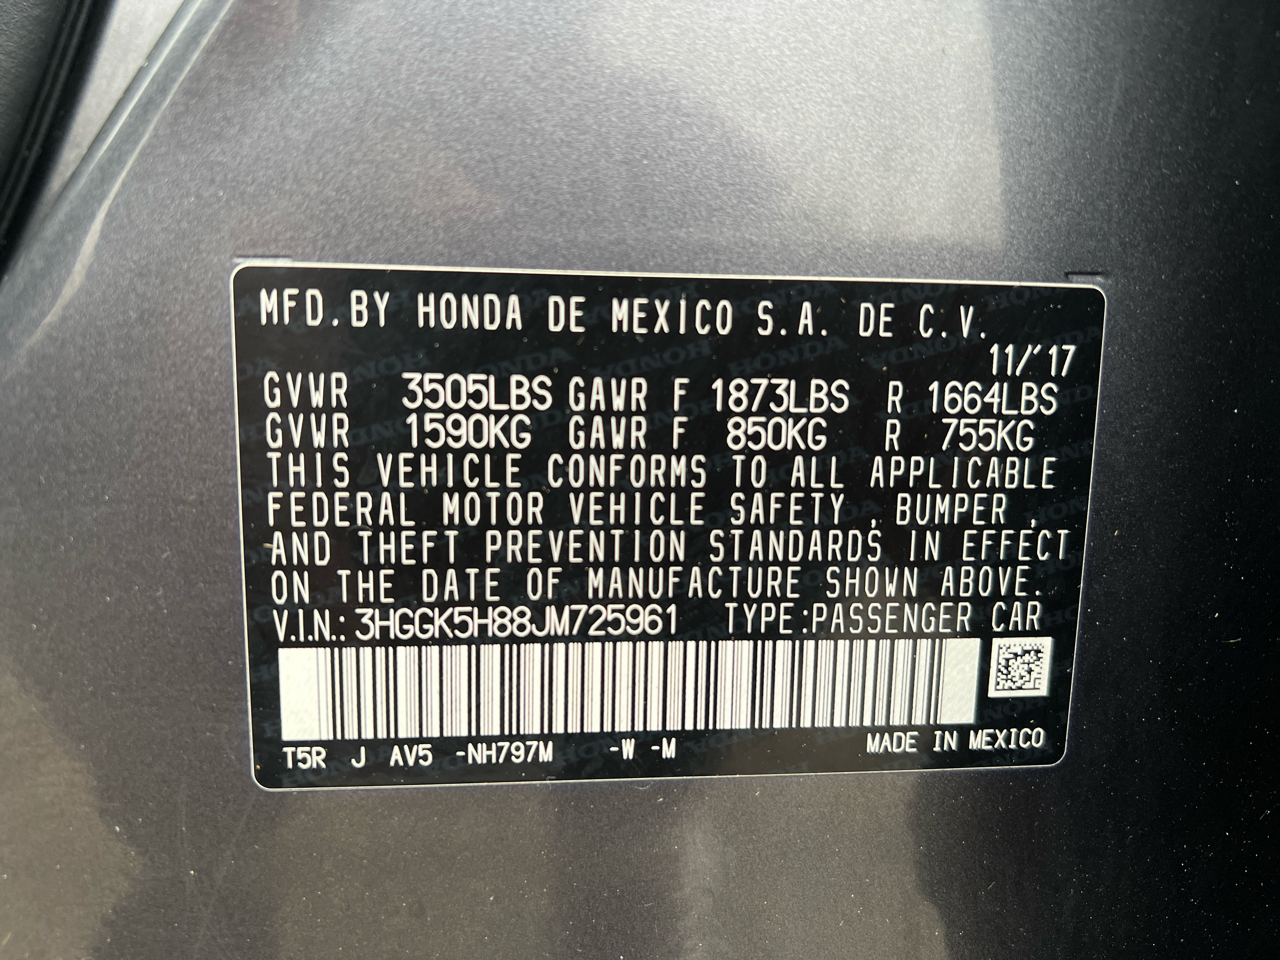 MFD. BY HONDA DE MEXICO S.A. DE C.V.
11/'17
GVWR 3505LBS GAWR F 1873LBS R 1664LBS
GVWR 1590KG GAWR F 850KG R 755KG
THIS VEHICLE CONFORMS TO ALL APPLICABLE
FEDERAL MOTOR VEHICLE SAFETY , BUMPER ,
AND THEFT PREVENTION STANDARDS IN EFFECT
ON THE DATE OF MANUFACTURE SHOWN ABOVE.
V.I.N.: 3HGGK5H88JM725961 TYPE:PASSENGER CAR
T5R J AV5 -NH797M -W -M MADE IN MEXICO